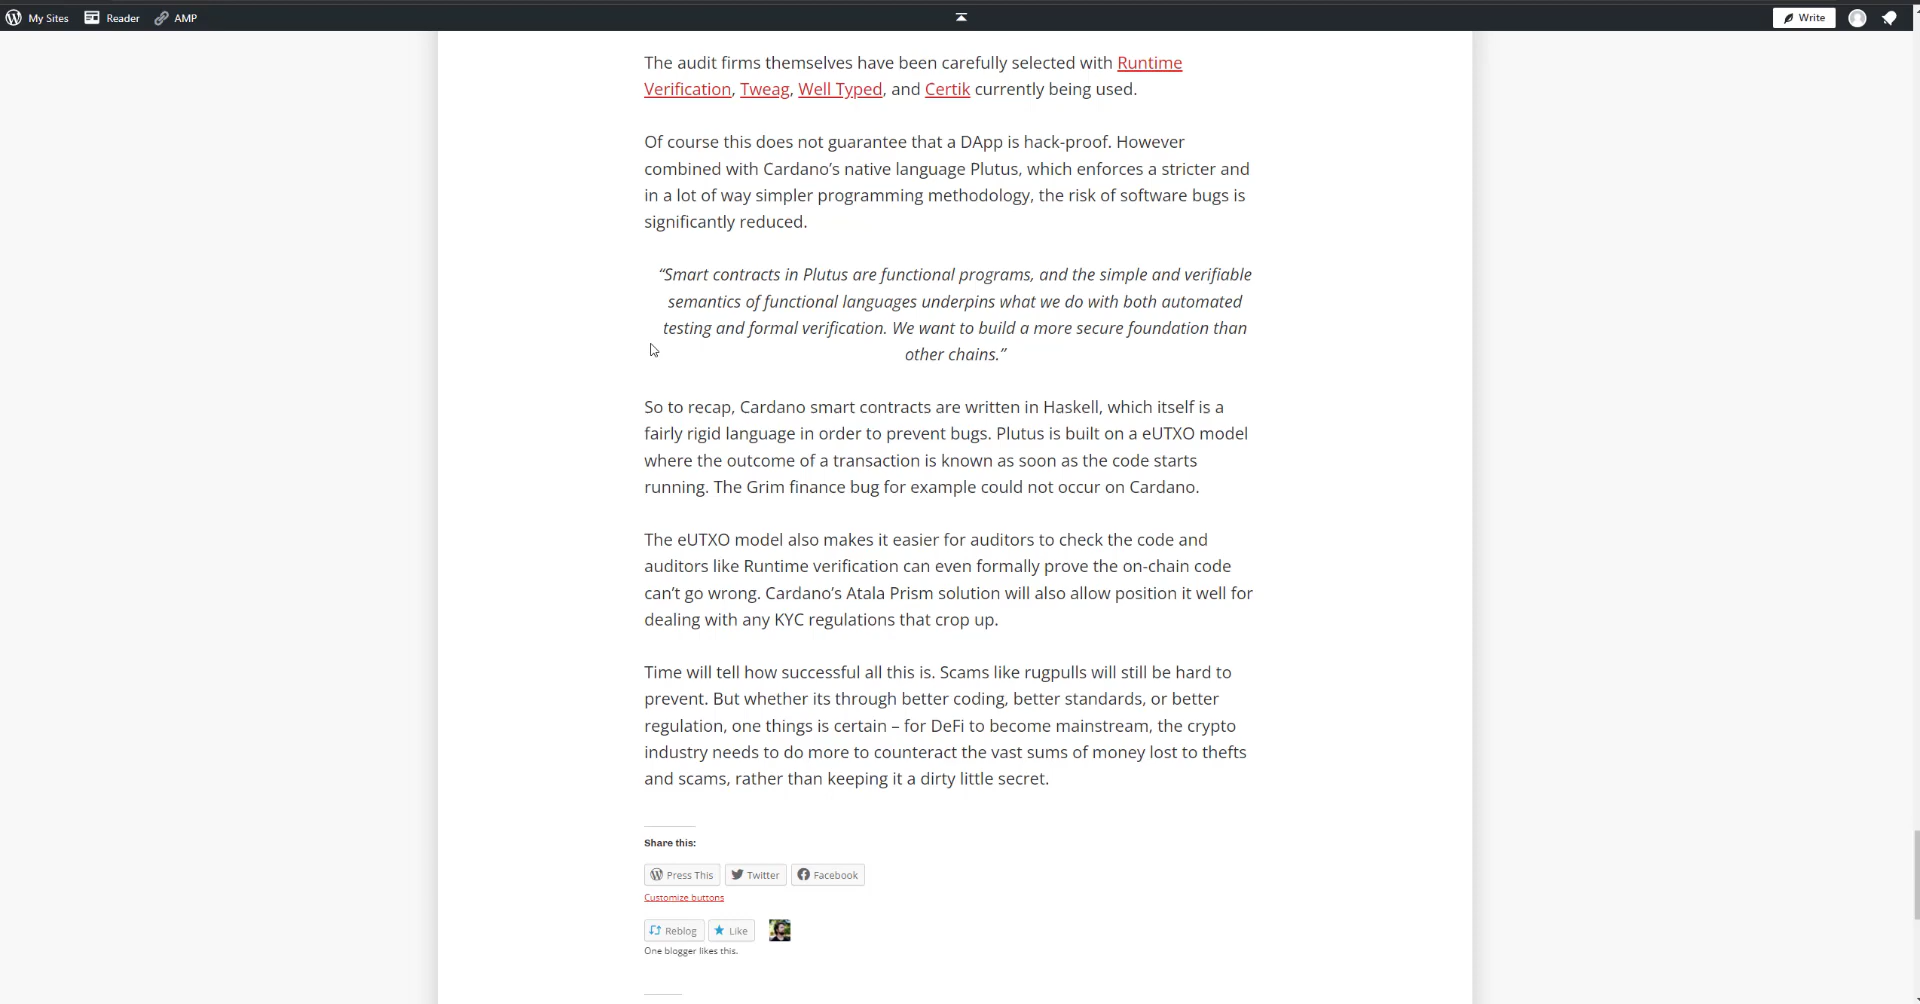 My Sites Reader AMP Write
The audit firms themselves have been carefully selected with Runtime
Verification, Tweag, Well Typed, and Certik currently being used.
Of course this does not guarantee that a DApp is hack-proof. However
combined with Cardano’s native language Plutus, which enforces a stricter and
in a lot of way simpler programming methodology, the risk of software bugs is
significantly reduced.
“Smart contracts in Plutus are functional programs, and the simple and verifiable
semantics of functional languages underpins what we do with both automated
testing and formal verification. We want to build a more secure foundation than
other chains.”
So to recap, Cardano smart contracts are written in Haskell, which itself is a
fairly rigid language in order to prevent bugs. Plutus is built on a eUTXO model
where the outcome of a transaction is known as soon as the code starts
running. The Grim finance bug for example could not occur on Cardano.
The eUTXO model also makes it easier for auditors to check the code and
auditors like Runtime verification can even formally prove the on-chain code
can’t go wrong. Cardano’s Atala Prism solution will also allow position it well for
dealing with any KYC regulations that crop up.
Time will tell how successful all this is. Scams like rugpulls will still be hard to
prevent. But whether its through better coding, better standards, or better
regulation, one things is certain – for DeFi to become mainstream, the crypto
industry needs to do more to counteract the vast sums of money lost to thefts
and scams, rather than keeping it a dirty little secret.
Share this:
Press This Twitter Facebook
Customize buttons
Reblog Like
One blogger likes this.